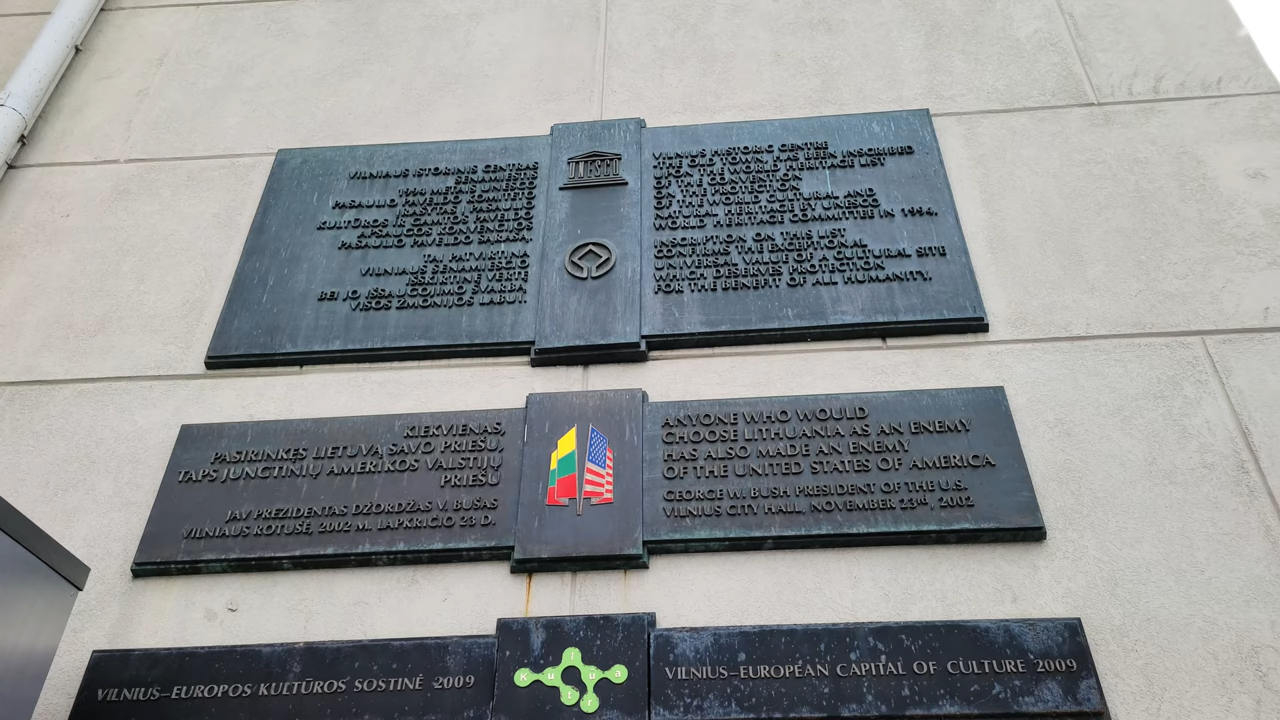 VILNIAUS ISTORINIS CENTRAS
SENAMIESTIS
1994 METAIS UNESCO
PASAULIO PAVELDO KOMITETO
ĮRAŠYTAS Į PASAULIO
KULTŪROS IR GAMTOS PAVELDO
APSAUGOS KONVENCIJOS
PASAULIO PAVELDO SĄRAŠĄ.
TAI PATVIRTINA
VILNIAUS SENAMIESČIO
IŠSKIRTINĘ VERTĘ
BEI JO IŠSAUGOJIMO SVARBĄ
VISOS ŽMONIJOS LABUI.
UNESCO
VILNIUS HISTORIC CENTRE
THE OLD TOWN, HAS BEEN INSCRIBED
UPON THE WORLD HERITAGE LIST
OF THE CONVENTION
ON THE PROTECTION
OF THE WORLD CULTURAL AND
NATURAL HERITAGE BY UNESCO
WORLD HERITAGE COMMITTEE IN 1994.
INSCRIPTION ON THIS LIST
CONFIRMS THE EXCEPTIONAL
UNIVERSAL VALUE OF A CULTURAL SITE
WHICH DESERVES PROTECTION
FOR THE BENEFIT OF ALL HUMANITY.
KIEKVIENAS,
PASIRINKĘS LIETUVĄ SAVO PRIEŠU,
TAPS JUNGTINIŲ AMERIKOS VALSTIJŲ
PRIEŠU
JAV PREZIDENTAS DŽORDŽAS V. BUŠAS
VILNIAUS ROTUŠĖ, 2002 M. LAPKRIČIO 23 D.
ANYONE WHO WOULD
CHOOSE LITHUANIA AS AN ENEMY
HAS ALSO MADE AN ENEMY
OF THE UNITED STATES OF AMERICA
GEORGE W. BUSH PRESIDENT OF THE U.S.
VILNIUS CITY HALL, NOVEMBER 23rd, 2002
VILNIUS–EUROPOS KULTŪROS SOSTINĖ 2009
Kultūra
VILNIUS–EUROPEAN CAPITAL OF CULTURE 2009